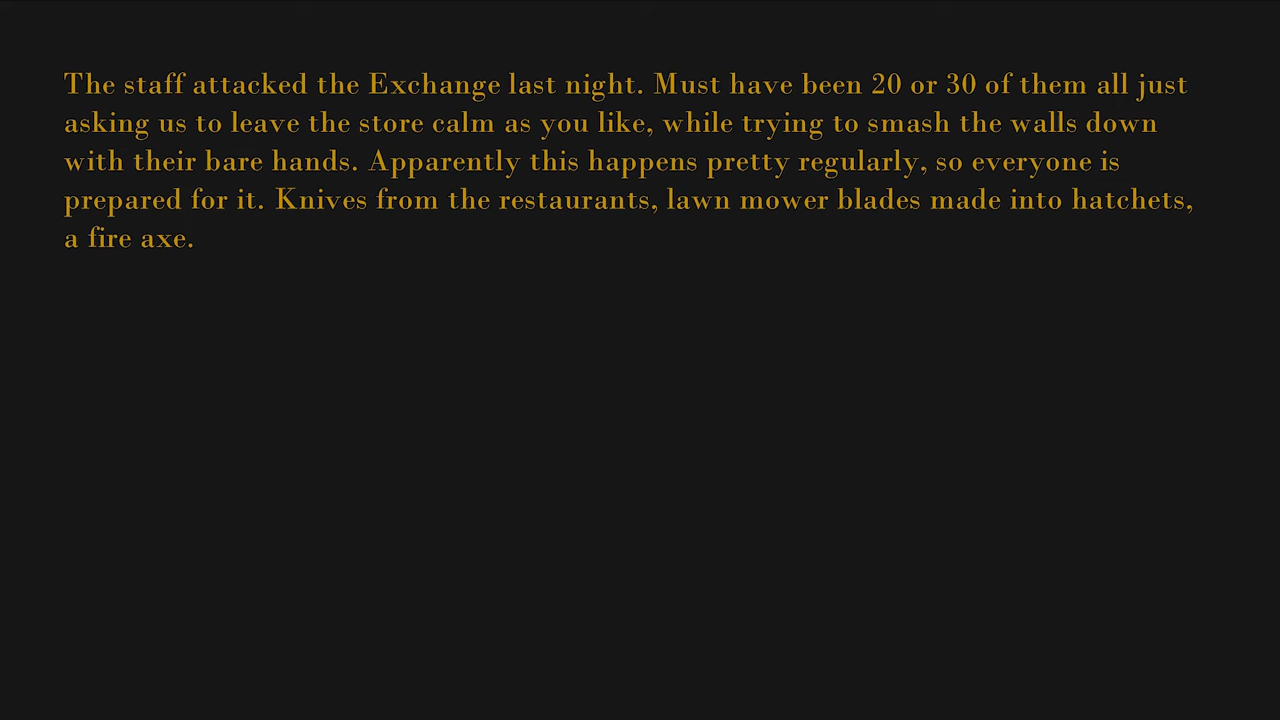 The staff attacked the Exchange last night. Must have been 20 or 30 of them all just
asking us to leave the store calm as you like, while trying to smash the walls down
with their bare hands. Apparently this happens pretty regularly, so everyone is
prepared for it. Knives from the restaurants, lawn mower blades made into hatchets,
a fire axe.